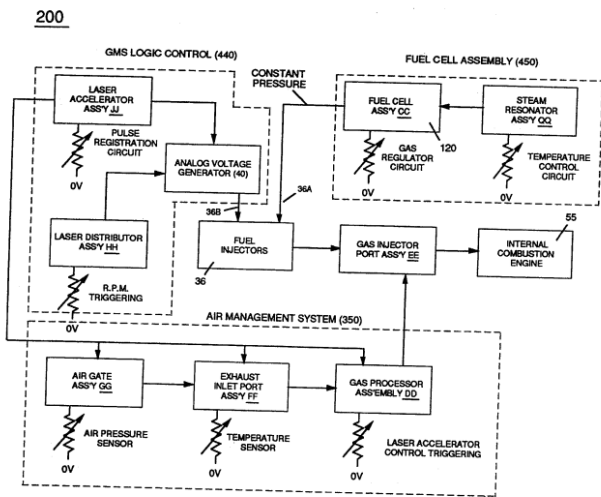 200
GMS LOGIC CONTROL (440)
LASER
ACCELERATOR
ASS'Y JJ
PULSE
REGISTRATION
CIRCUIT
0V
ANALOG VOLTAGE
GENERATOR (40)
LASER DISTRIBUTOR
ASS'Y HH
R.P.M.
TRIGGERING
0V
CONSTANT
PRESSURE
FUEL CELL ASSEMBLY (450)
FUEL CELL
ASS'Y CC
120
GAS
REGULATOR
CIRCUIT
0V
STEAM
RESONATOR
ASS'Y QQ
TEMPERATURE
CONTROL
CIRCUIT
0V
36B
36A
FUEL
INJECTORS
36
GAS INJECTOR
PORT ASS'Y EE
55
INTERNAL
COMBUSTION
ENGINE
AIR MANAGEMENT SYSTEM (350)
AIR GATE
ASS'Y GG
AIR PRESSURE
SENSOR
0V
EXHAUST
INLET PORT
ASS'Y FF
TEMPERATURE
SENSOR
0V
GAS PROCESSOR
ASS'EMBLY DD
LASER ACCELERATOR
CONTROL TRIGGERING
0V